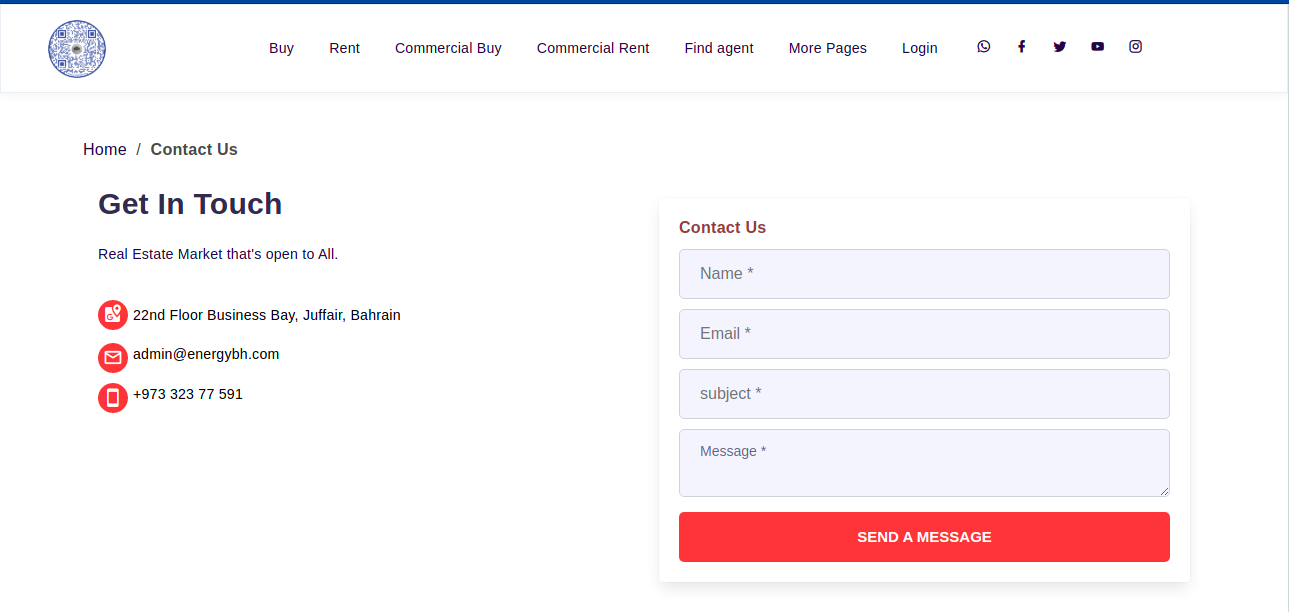 Buy Rent Commercial Buy Commercial Rent Find agent More Pages Login
Home / Contact Us
Get In Touch
Real Estate Market that's open to All.
22nd Floor Business Bay, Juffair, Bahrain
admin@energybh.com
+973 323 77 591
Contact Us
Name *
Email *
subject *
Message *
SEND A MESSAGE